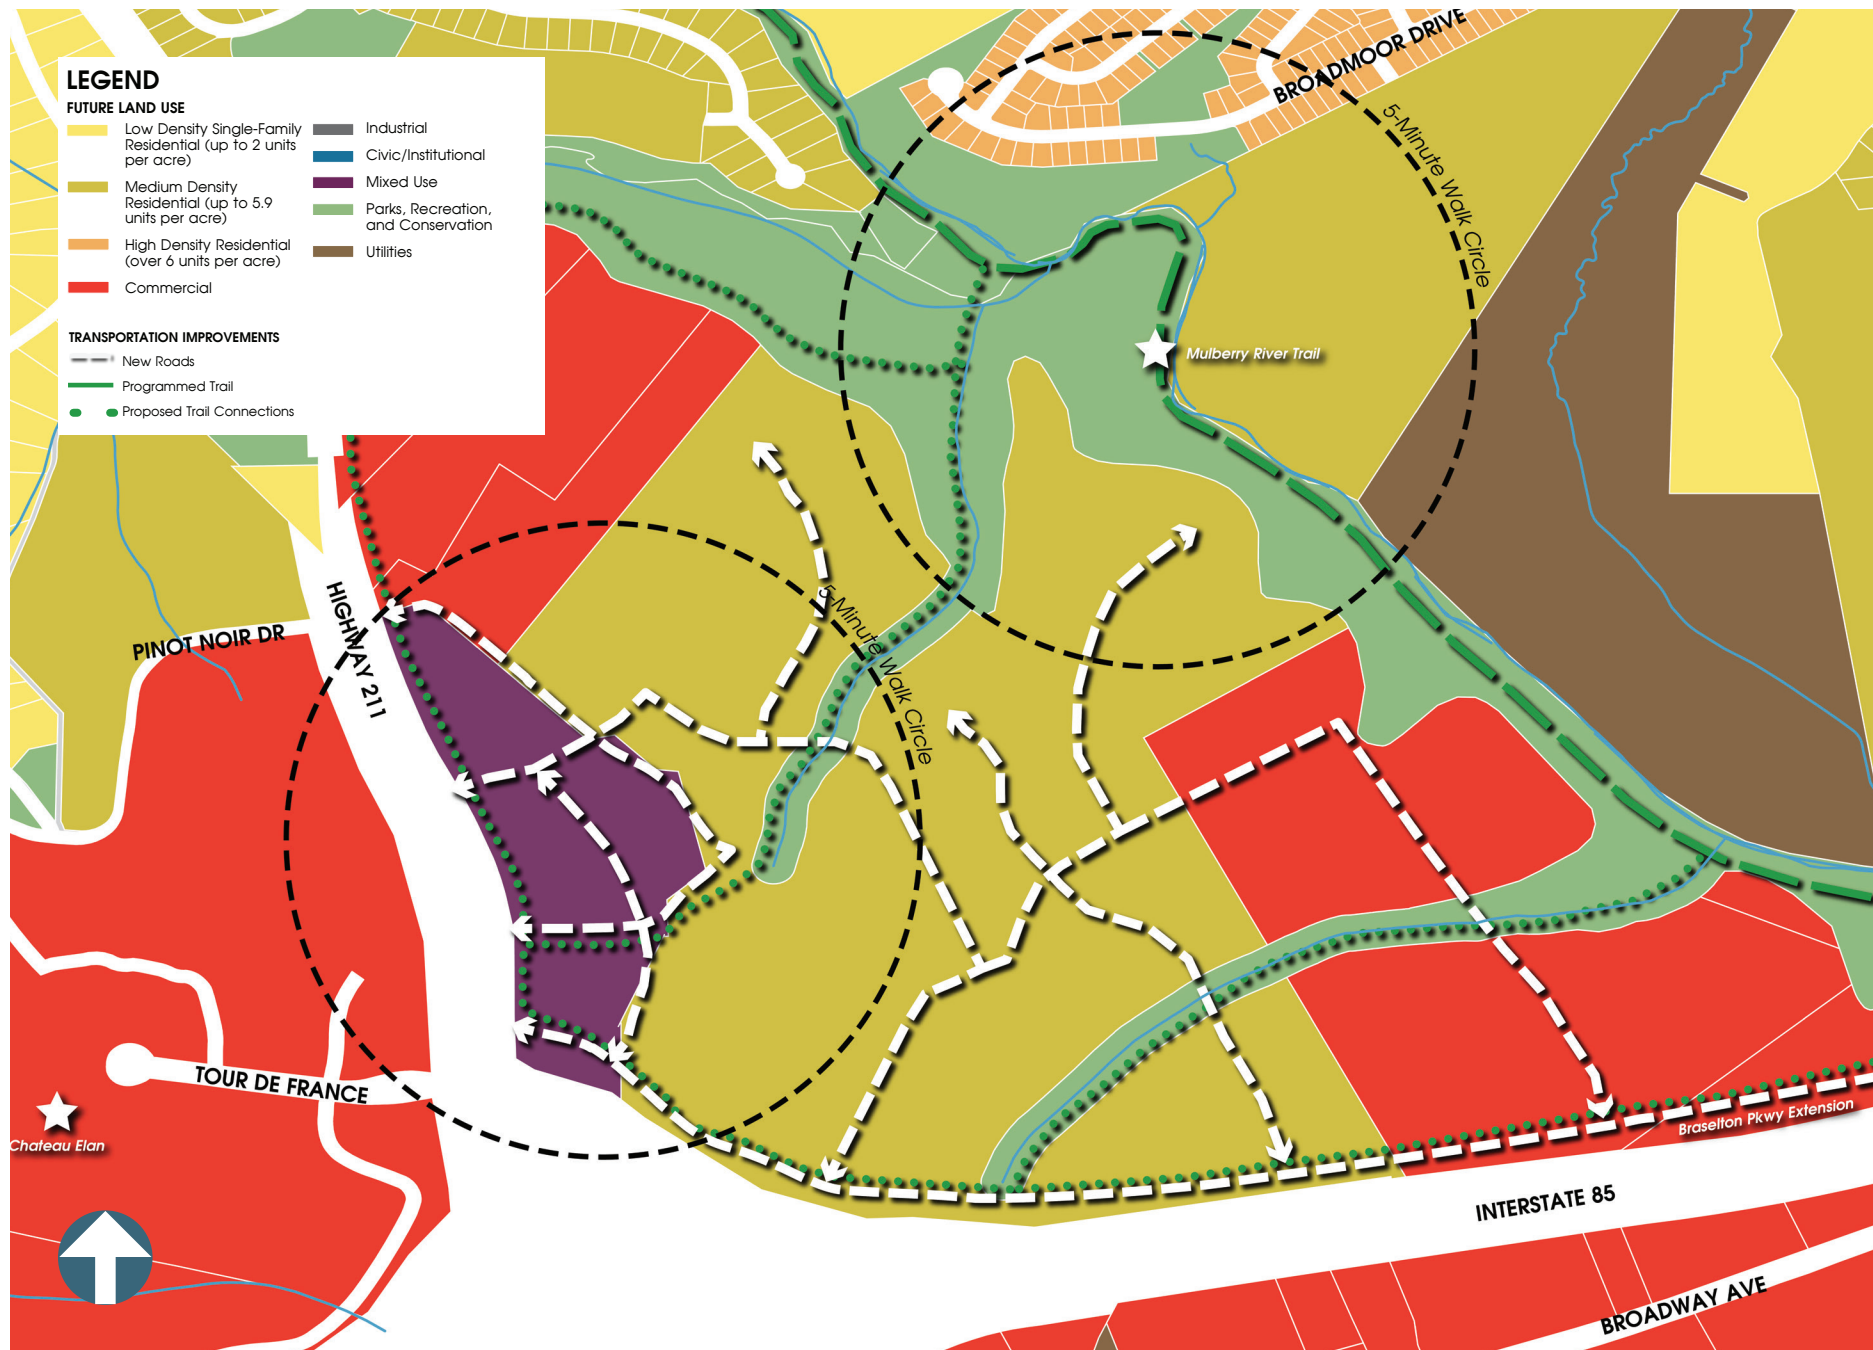 LEGEND
FUTURE LAND USE
Low Density Single-Family
Residential (up to 2 units
per acre)
Medium Density
Residential (up to 5.9
units per acre)
High Density Residential
(over 6 units per acre)
Commercial
Industrial
Civic/Institutional
Mixed Use
Parks, Recreation,
and Conservation
Utilities
TRANSPORTATION IMPROVEMENTS
New Roads
Programmed Trail
Proposed Trail Connections
BROADMOOR DRIVE
5-Minute Walk Circle
Mulberry River Trail
HIGHWAY 211
PINOT NOIR DR
5-Minute Walk Circle
TOUR DE FRANCE
Chateau Elan
Braselton Pkwy Extension
INTERSTATE 85
BROADWAY AVE